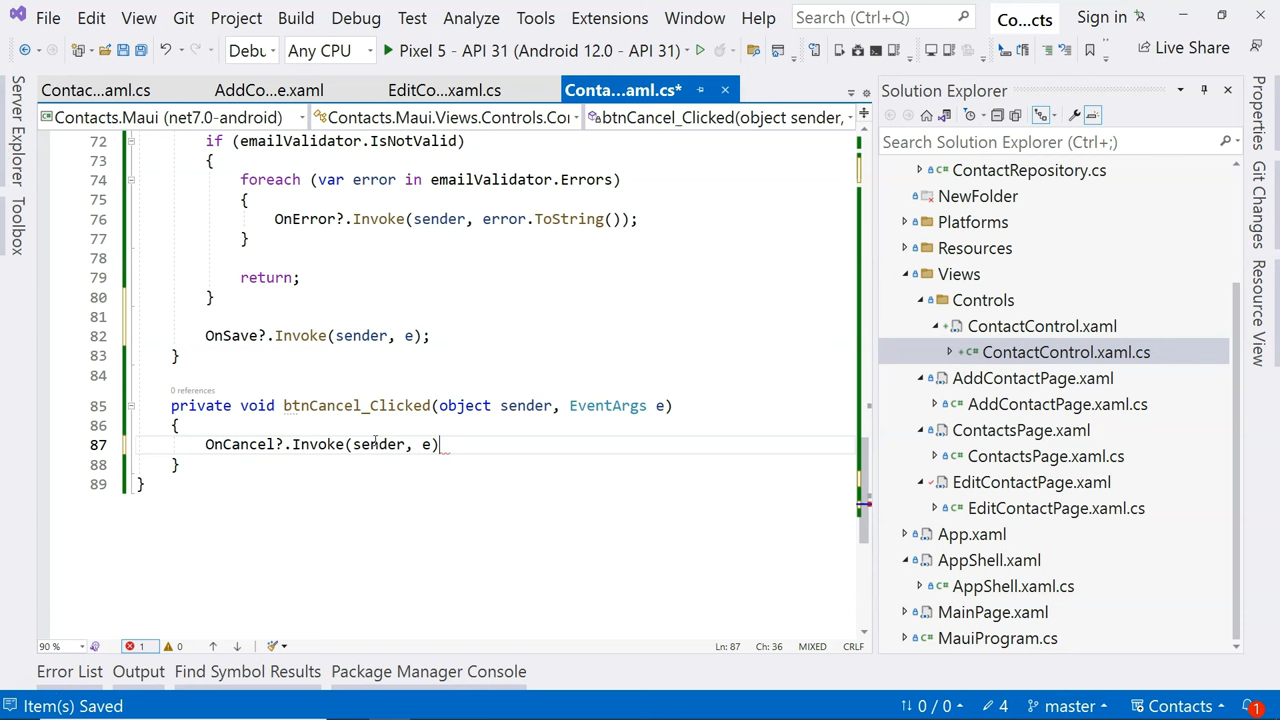 File Edit View Git Project Build Debug Test Analyze Tools Extensions Window Help Search (Ctrl+Q) Co...cts Sign in
Debu Any CPU Pixel 5 - API 31 (Android 12.0 - API 31) Live Share
Contac...aml.cs AddCo...e.xaml EditCo...xaml.cs Conta...aml.cs*
Contacts.Maui (net7.0-android) Contacts.Maui.Views.Controls.Co btnCancel_Clicked(object sender,
72 if (emailValidator.IsNotValid)
73 {
74 foreach (var error in emailValidator.Errors)
75 {
76 OnError?.Invoke(sender, error.ToString());
77 }
78
79 return;
80 }
81
82 OnSave?.Invoke(sender, e);
83 }
84
0 references
85 private void btnCancel_Clicked(object sender, EventArgs e)
86 {
87 OnCancel?.Invoke(sender, e)
88 }
89 }
90 % 1 0 Ln: 87 Ch: 36 MIXED CRLF
Server Explorer
Toolbox
Solution Explorer
Search Solution Explorer (Ctrl+;)
ContactRepository.cs
NewFolder
Platforms
Resources
Views
Controls
ContactControl.xaml
ContactControl.xaml.cs
AddContactPage.xaml
AddContactPage.xaml.cs
ContactsPage.xaml
ContactsPage.xaml.cs
EditContactPage.xaml
EditContactPage.xaml.cs
App.xaml
AppShell.xaml
AppShell.xaml.cs
MainPage.xaml
MauiProgram.cs
Properties
Git Changes
Resource View
Error List Output Find Symbol Results Package Manager Console
Item(s) Saved 0 / 0 4 master Contacts 1